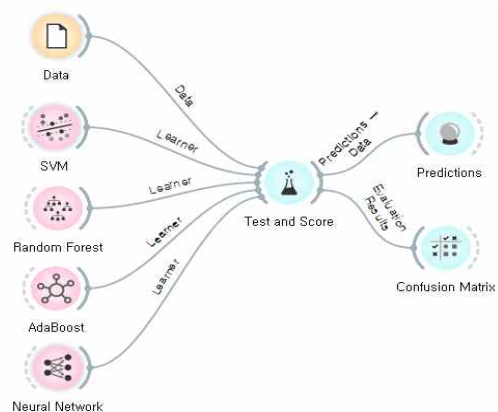 Data
Data
SVM
Learner
Random Forest
Learner
AdaBoost
Learner
Neural Network
Learner
Test and Score
Predictions —
Data
Predictions
Evaluation
Results
Confusion Matrix